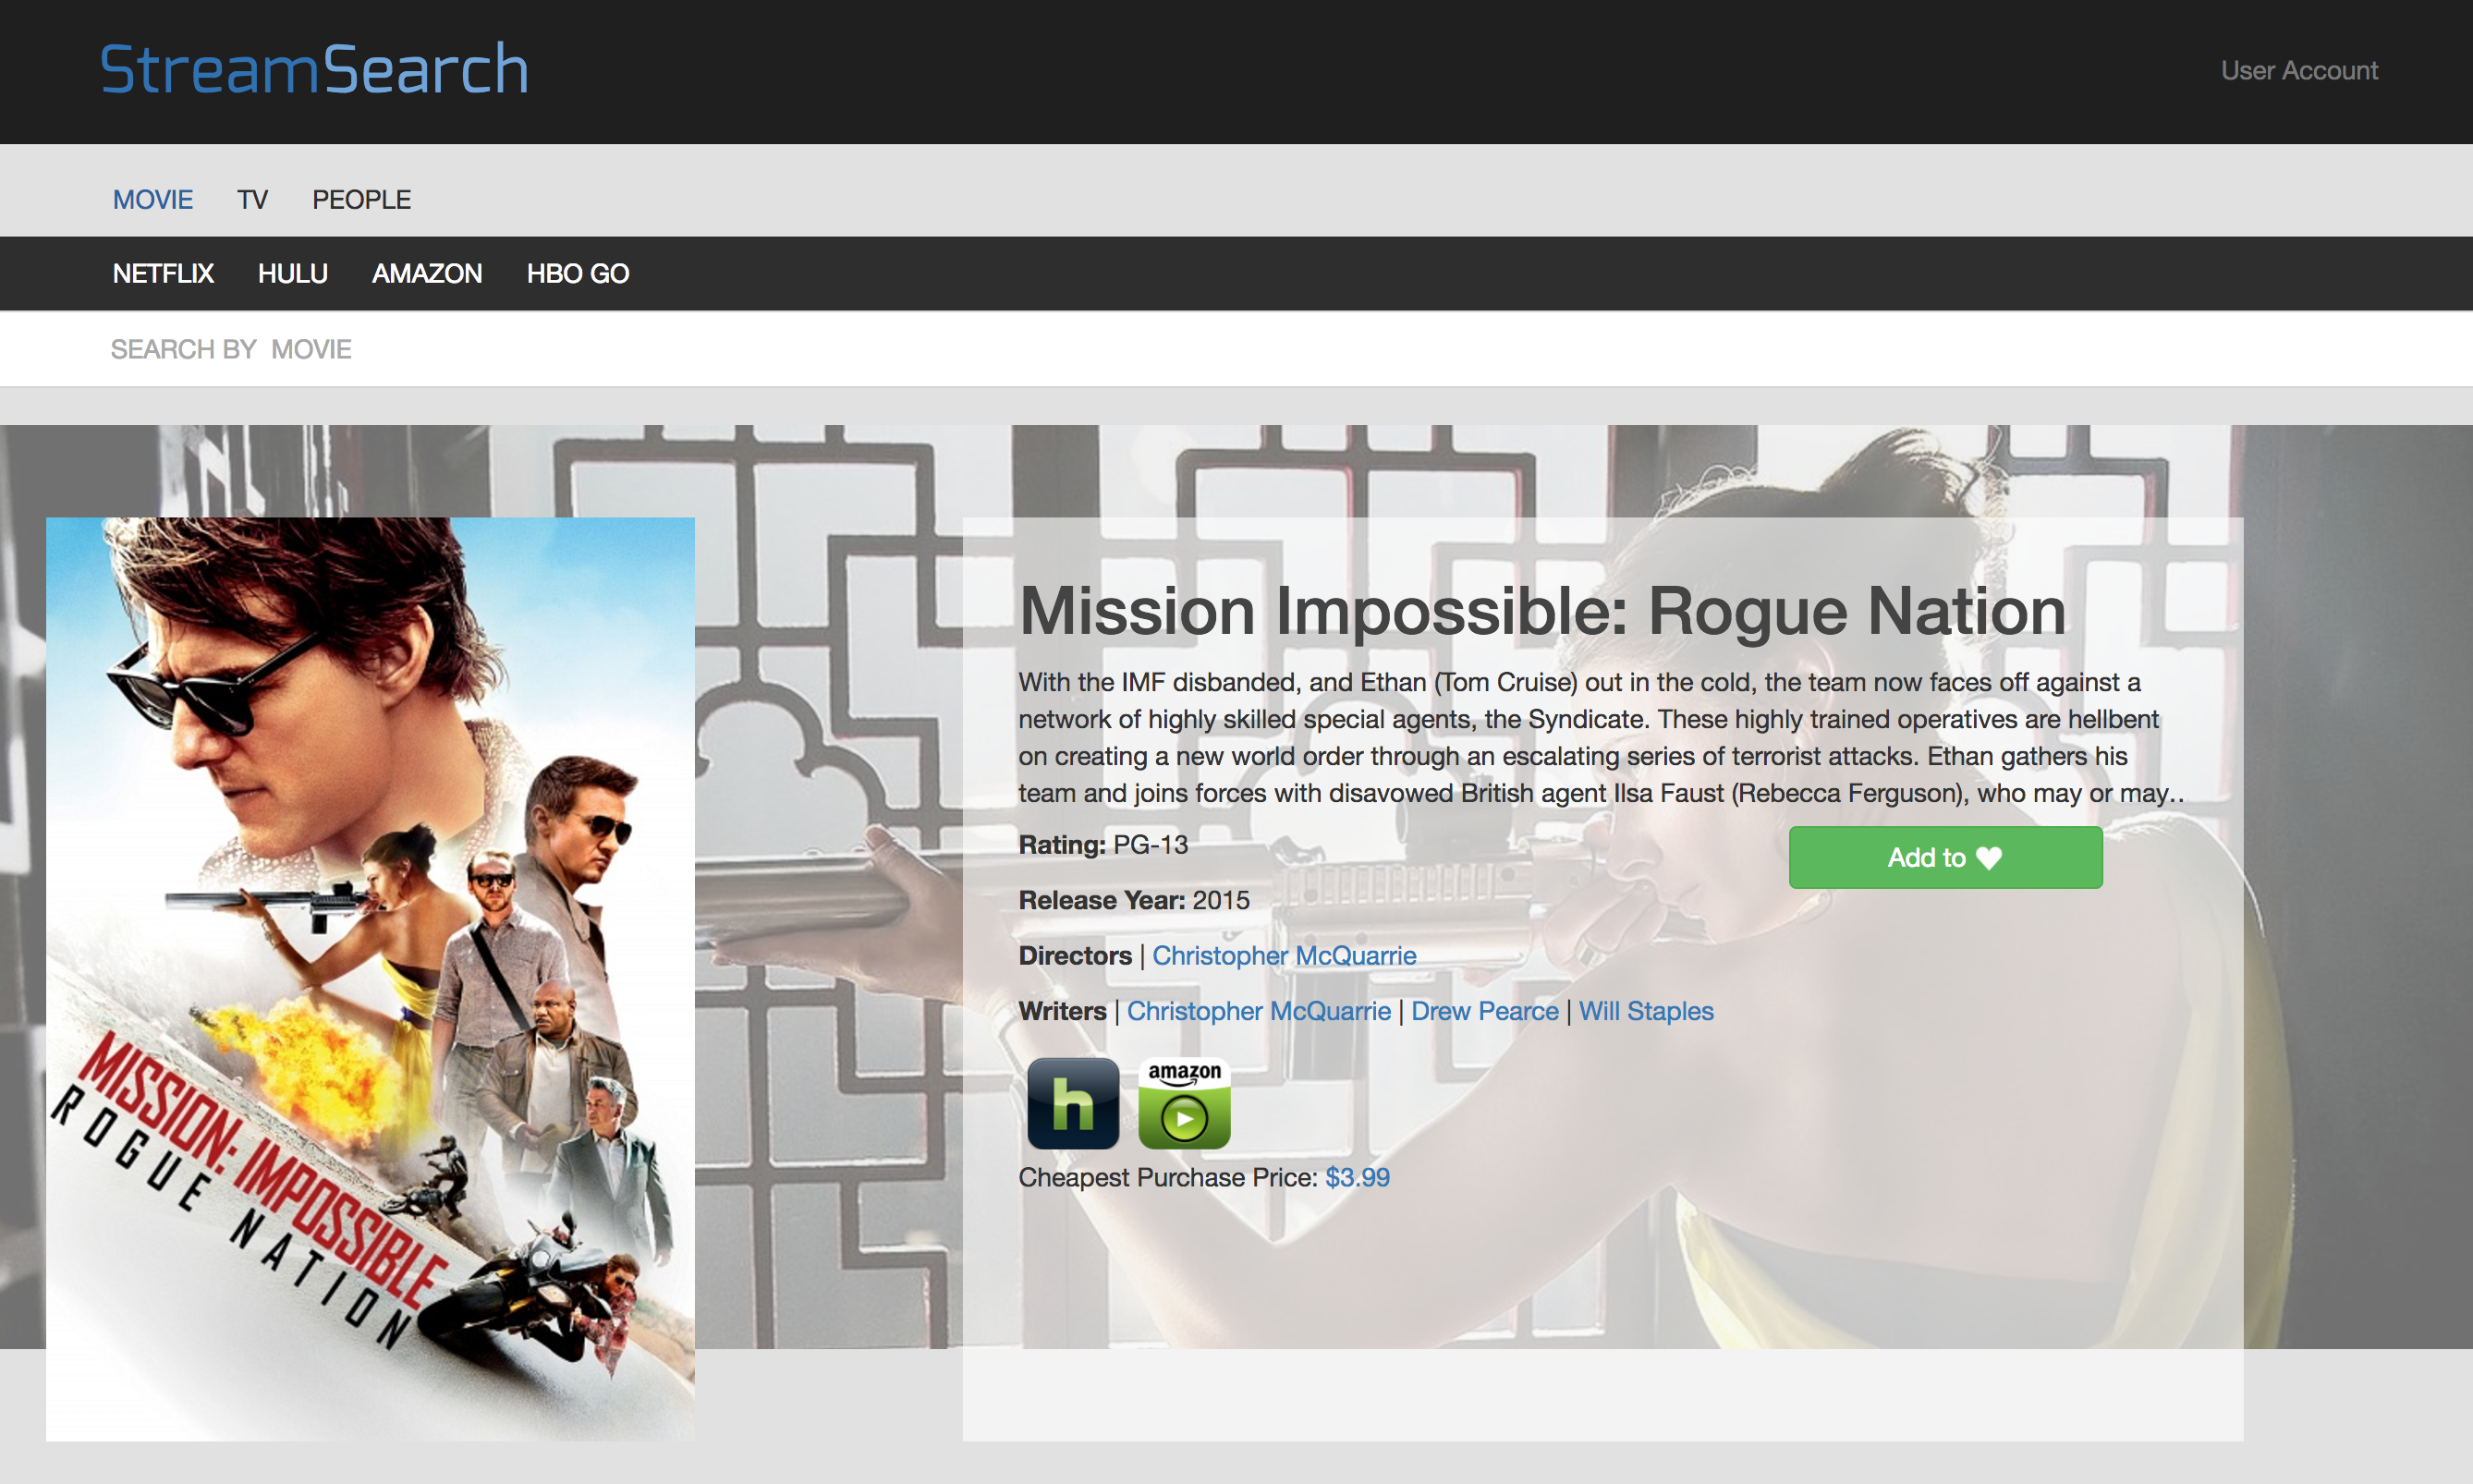 StreamSearch
User Account
MOVIE TV PEOPLE
NETFLIX HULU AMAZON HBO GO
SEARCH BY MOVIE
MISSION: IMPOSSIBLE
ROGUE NATION
Mission Impossible: Rogue Nation
With the IMF disbanded, and Ethan (Tom Cruise) out in the cold, the team now faces off against a
network of highly skilled special agents, the Syndicate. These highly trained operatives are hellbent
on creating a new world order through an escalating series of terrorist attacks. Ethan gathers his
team and joins forces with disavowed British agent Ilsa Faust (Rebecca Ferguson), who may or may..
Rating: PG-13
Add to
Release Year: 2015
Directors | Christopher McQuarrie
Writers | Christopher McQuarrie | Drew Pearce | Will Staples
h
amazon
Cheapest Purchase Price: $3.99